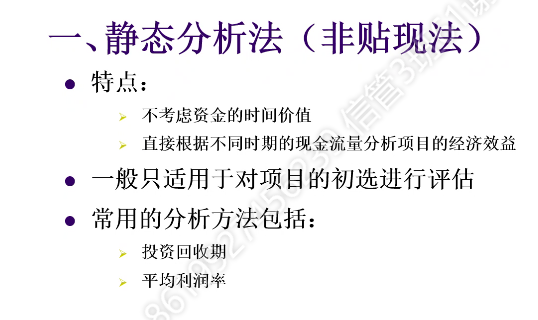 一、静态分析法（非贴现法）
特点：
不考虑资金的时间价值
直接根据不同时期的现金流量分析项目的经济效益
一般只适用于对项目的初选进行评估
常用的分析方法包括：
投资回收期
平均利润率